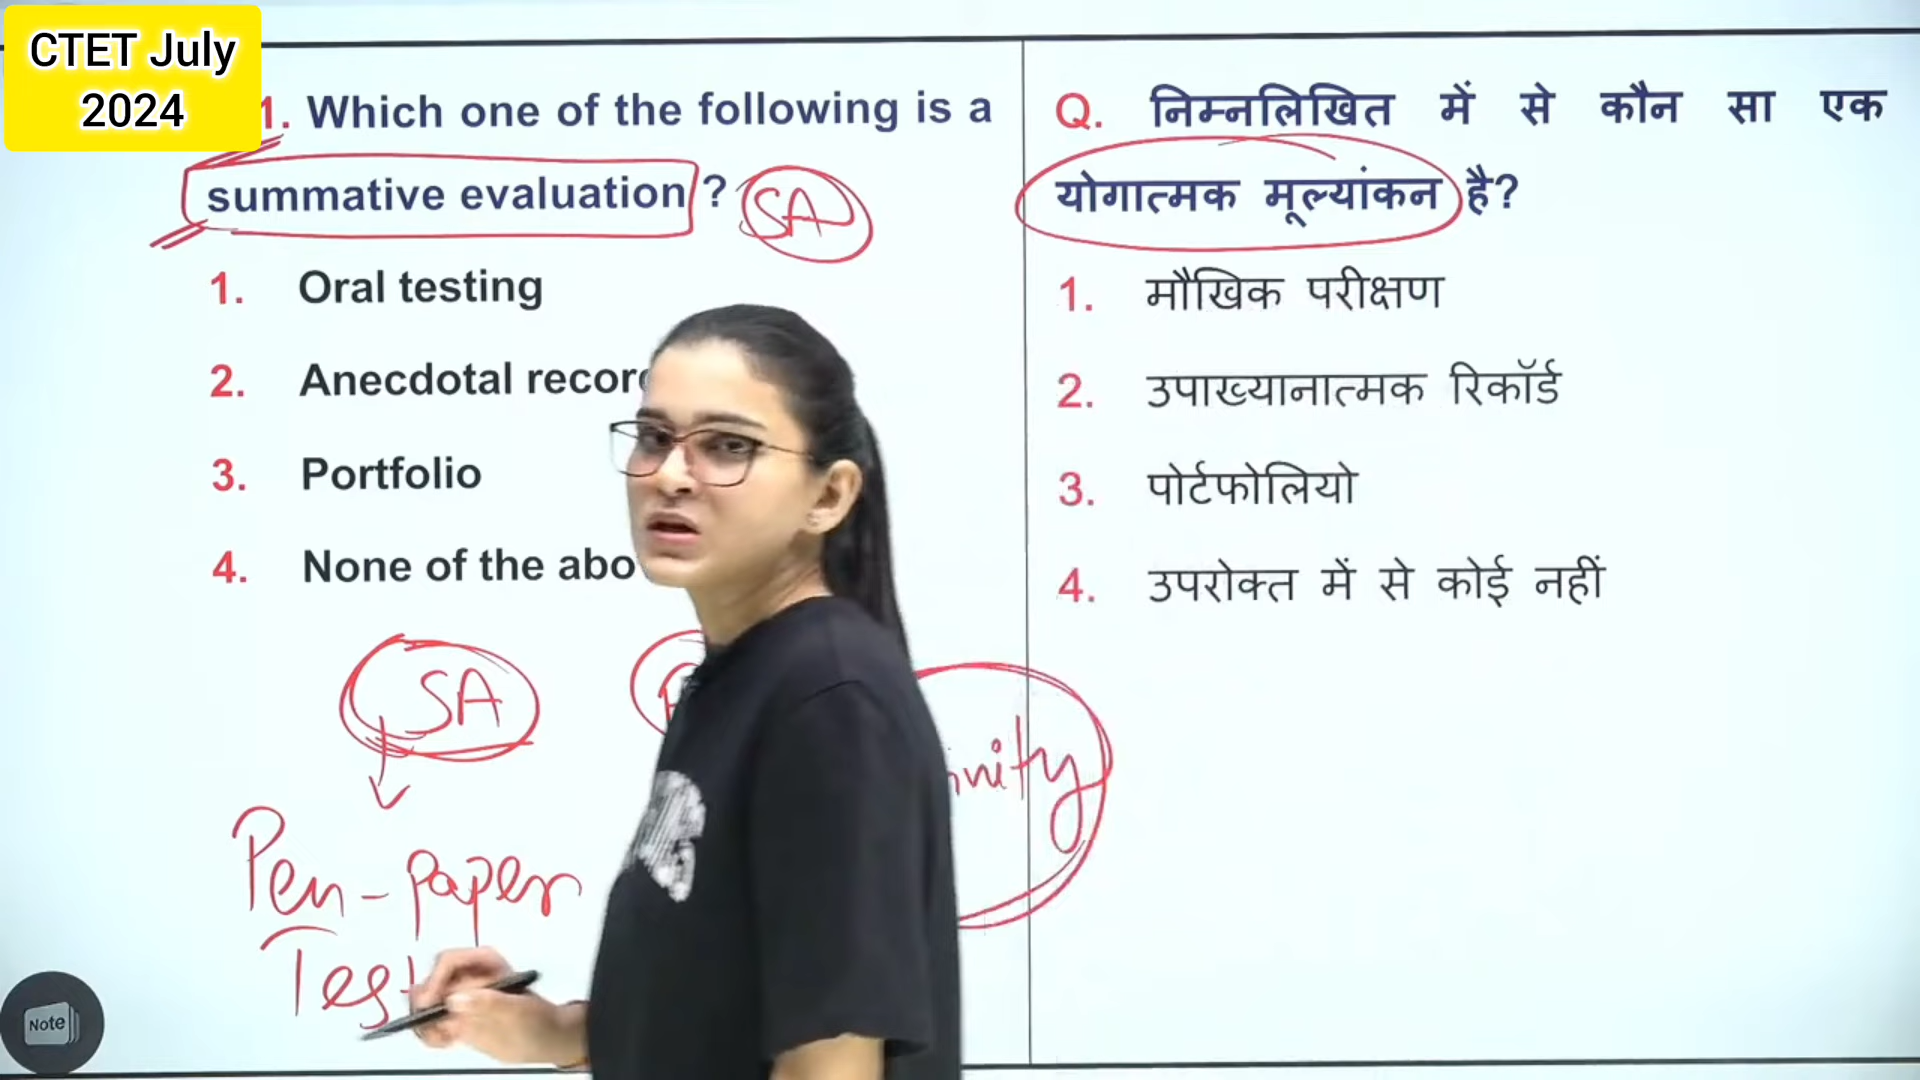 CTET July
2024
1. Which one of the following is a
summative evaluation ? SA
1. Oral testing
2. Anecdotal recor
3. Portfolio
4. None of the abo
SA
Pen-paper
Test
Q. निम्नलिखित में से कौन सा एक
योगात्मक मूल्यांकन है?
1. मौखिक परीक्षण
2. उपाख्यानात्मक रिकॉर्ड
3. पोर्टफोलियो
4. उपरोक्त में से कोई नहीं
Note